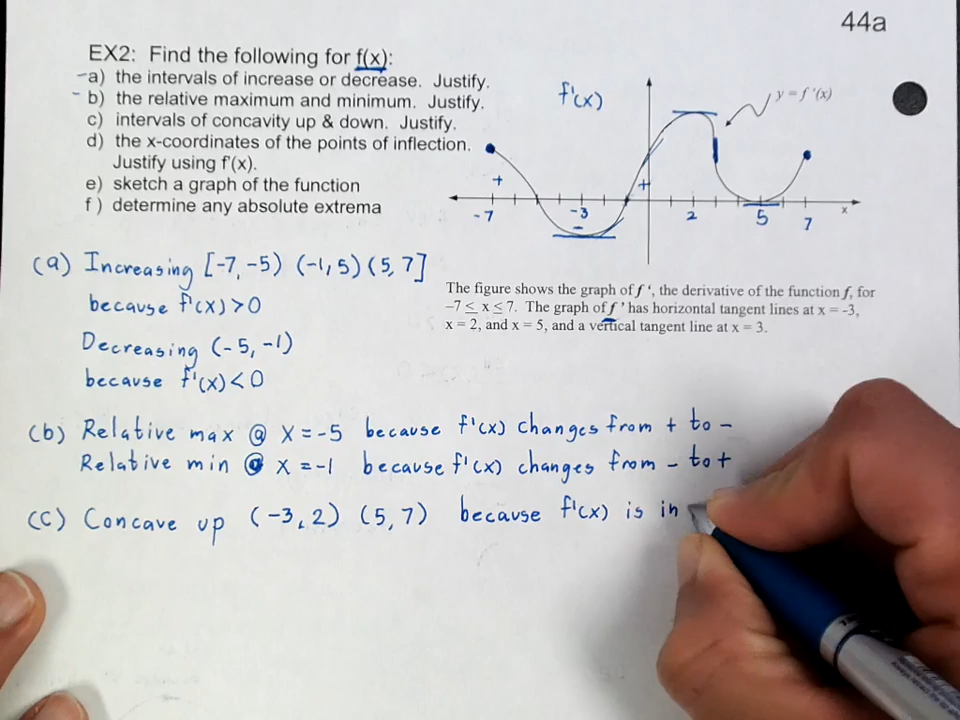 44a
EX2: Find the following for f(x):
a) the intervals of increase or decrease. Justify.
b) the relative maximum and minimum. Justify.
c) intervals of concavity up & down. Justify.
d) the x-coordinates of the points of inflection.
Justify using f'(x).
e) sketch a graph of the function
f) determine any absolute extrema
f'(x)
y = f '(x)
+
+
-
-7
-3
2
5
7
x
The figure shows the graph of f ', the derivative of the function f, for
−7 ≤ x ≤ 7. The graph of f ' has horizontal tangent lines at x = -3,
x = 2, and x = 5, and a vertical tangent line at x = 3.
(a) Increasing [-7,-5) (-1,5) (5,7]
because f'(x) > 0
Decreasing (-5,-1)
because f'(x) < 0
(b) Relative max @ x = -5 because f'(x) changes from + to -
Relative min @ x = -1 because f'(x) changes from - to +
(c) Concave up (-3,2) (5,7) because f'(x) is in